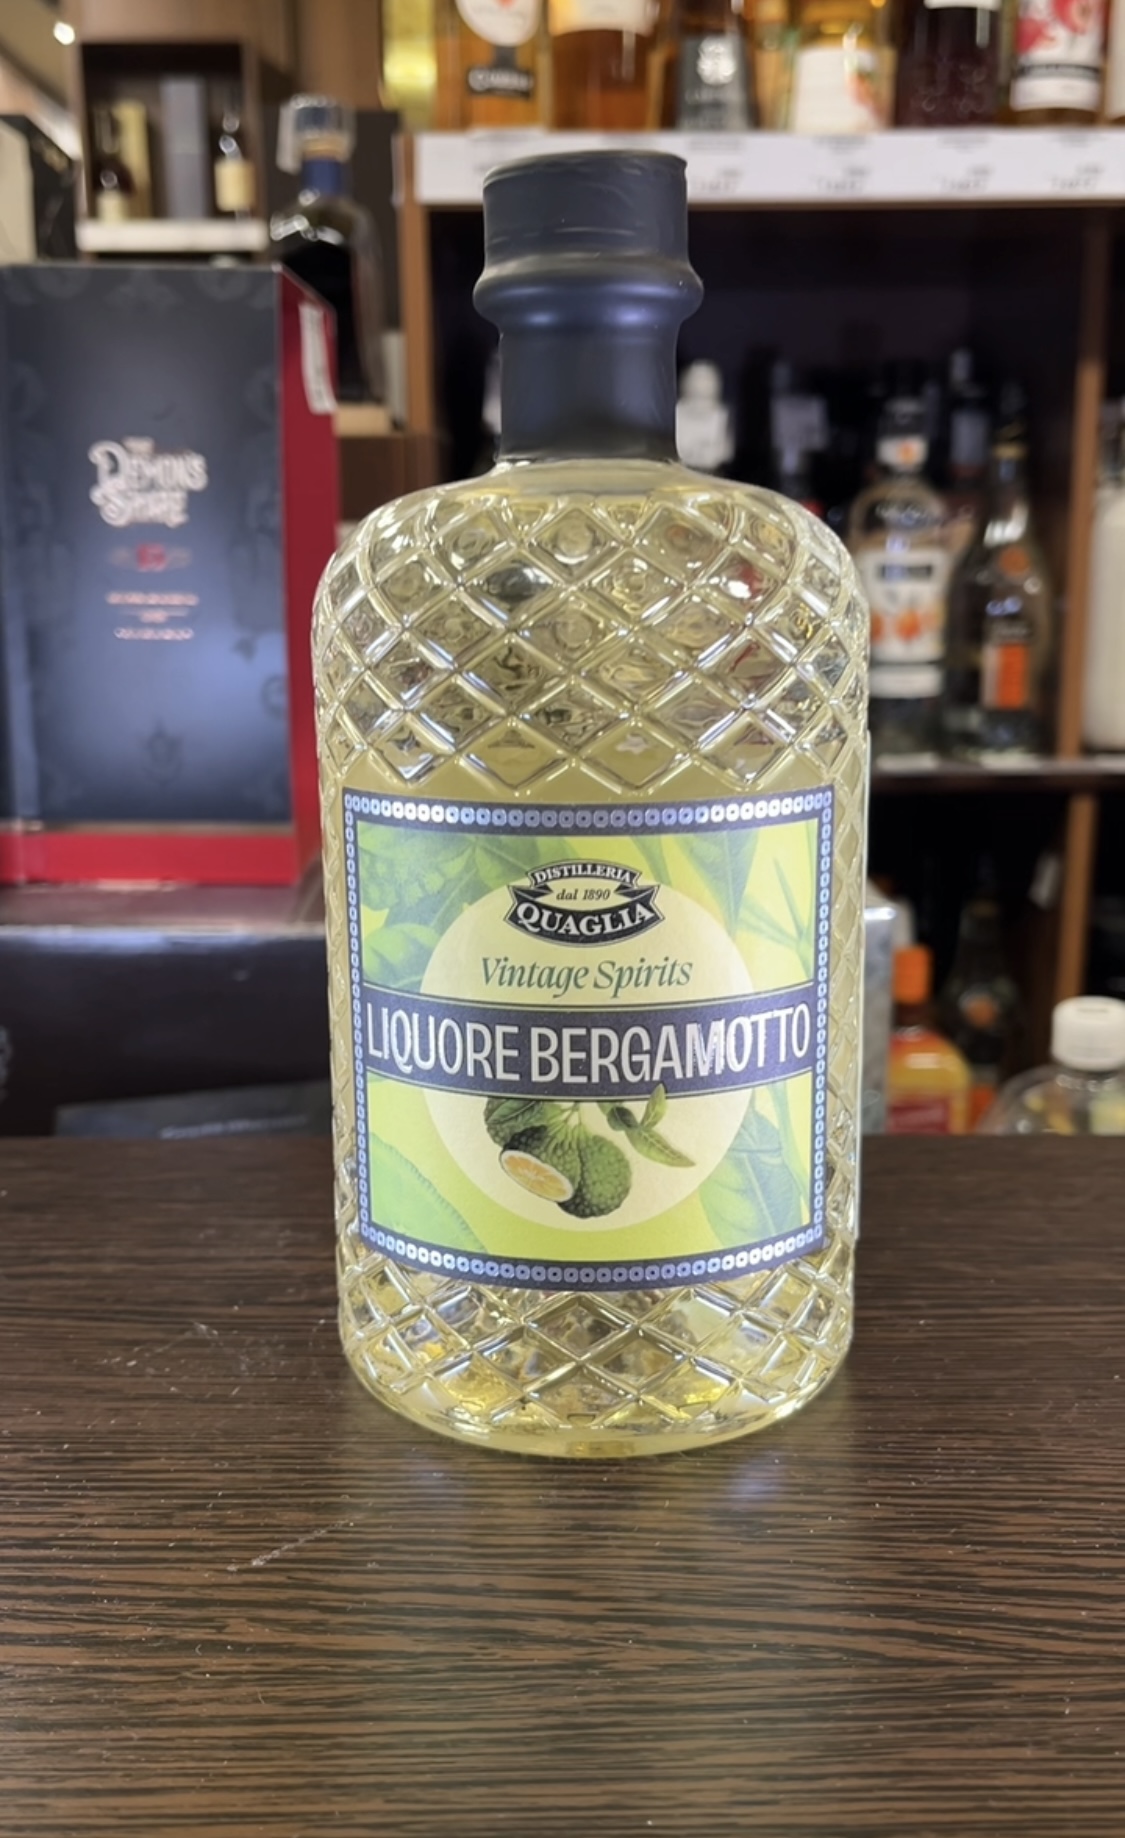 THE
DEMON'S
SHARE
DISTILLERIA
dal 1890
QUAGLIA
Vintage Spirits
LIQUORE BERGAMOTTO